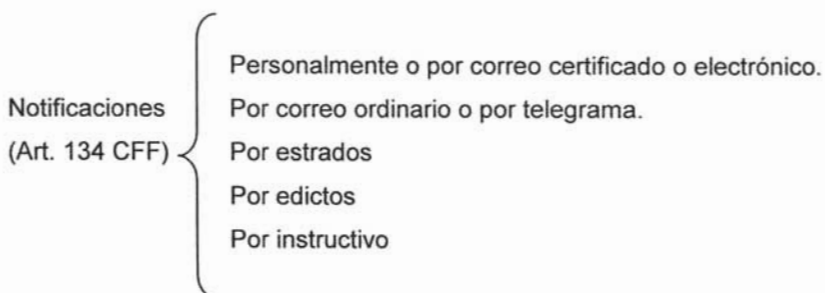 Personalmente o por correo certificado o electrónico.
Notificaciones
Por correo ordinario o por telegrama.
(Art. 134 CFF)
Por estrados
Por edictos
Por instructivo